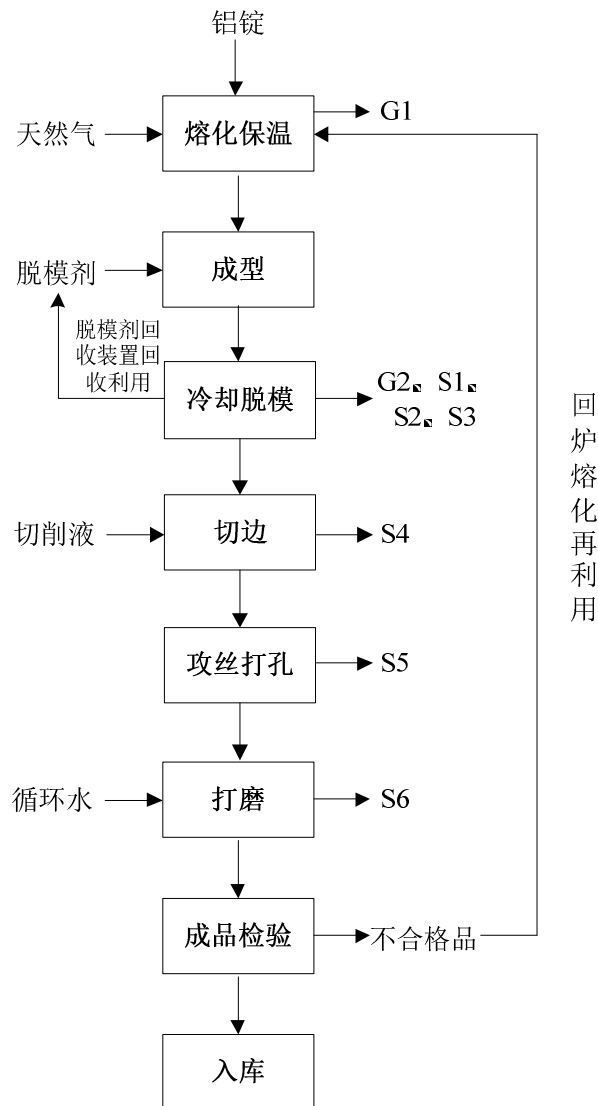 铝锭
G1
天然气
熔化保温
脱模剂
成型
脱模剂回
收装置回
收利用
冷却脱模
G2、S1、
S2、S3
回炉熔化再利用
切削液
切边
S4
攻丝打孔
S5
循环水
打磨
S6
成品检验
不合格品
入库